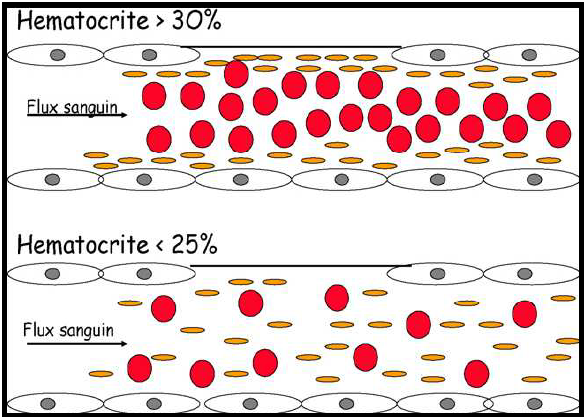 Hematocrite > 30%
Flux sanguin
Hematocrite < 25%
Flux sanguin